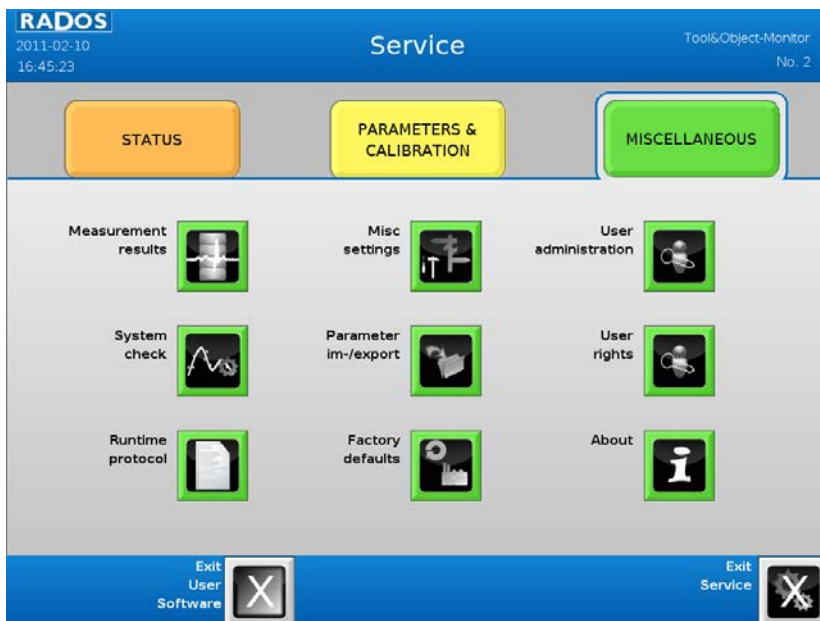 RADOS
2011-02-10
16:45:23
Service
Tool&Object-Monitor
No. 2
STATUS
PARAMETERS &
CALIBRATION
MISCELLANEOUS
Measurement
results
Misc
settings
User
administration
System
check
Parameter
im-/export
User
rights
Runtime
protocol
Factory
defaults
About
i
Exit
User
Software
X
Exit
Service
X